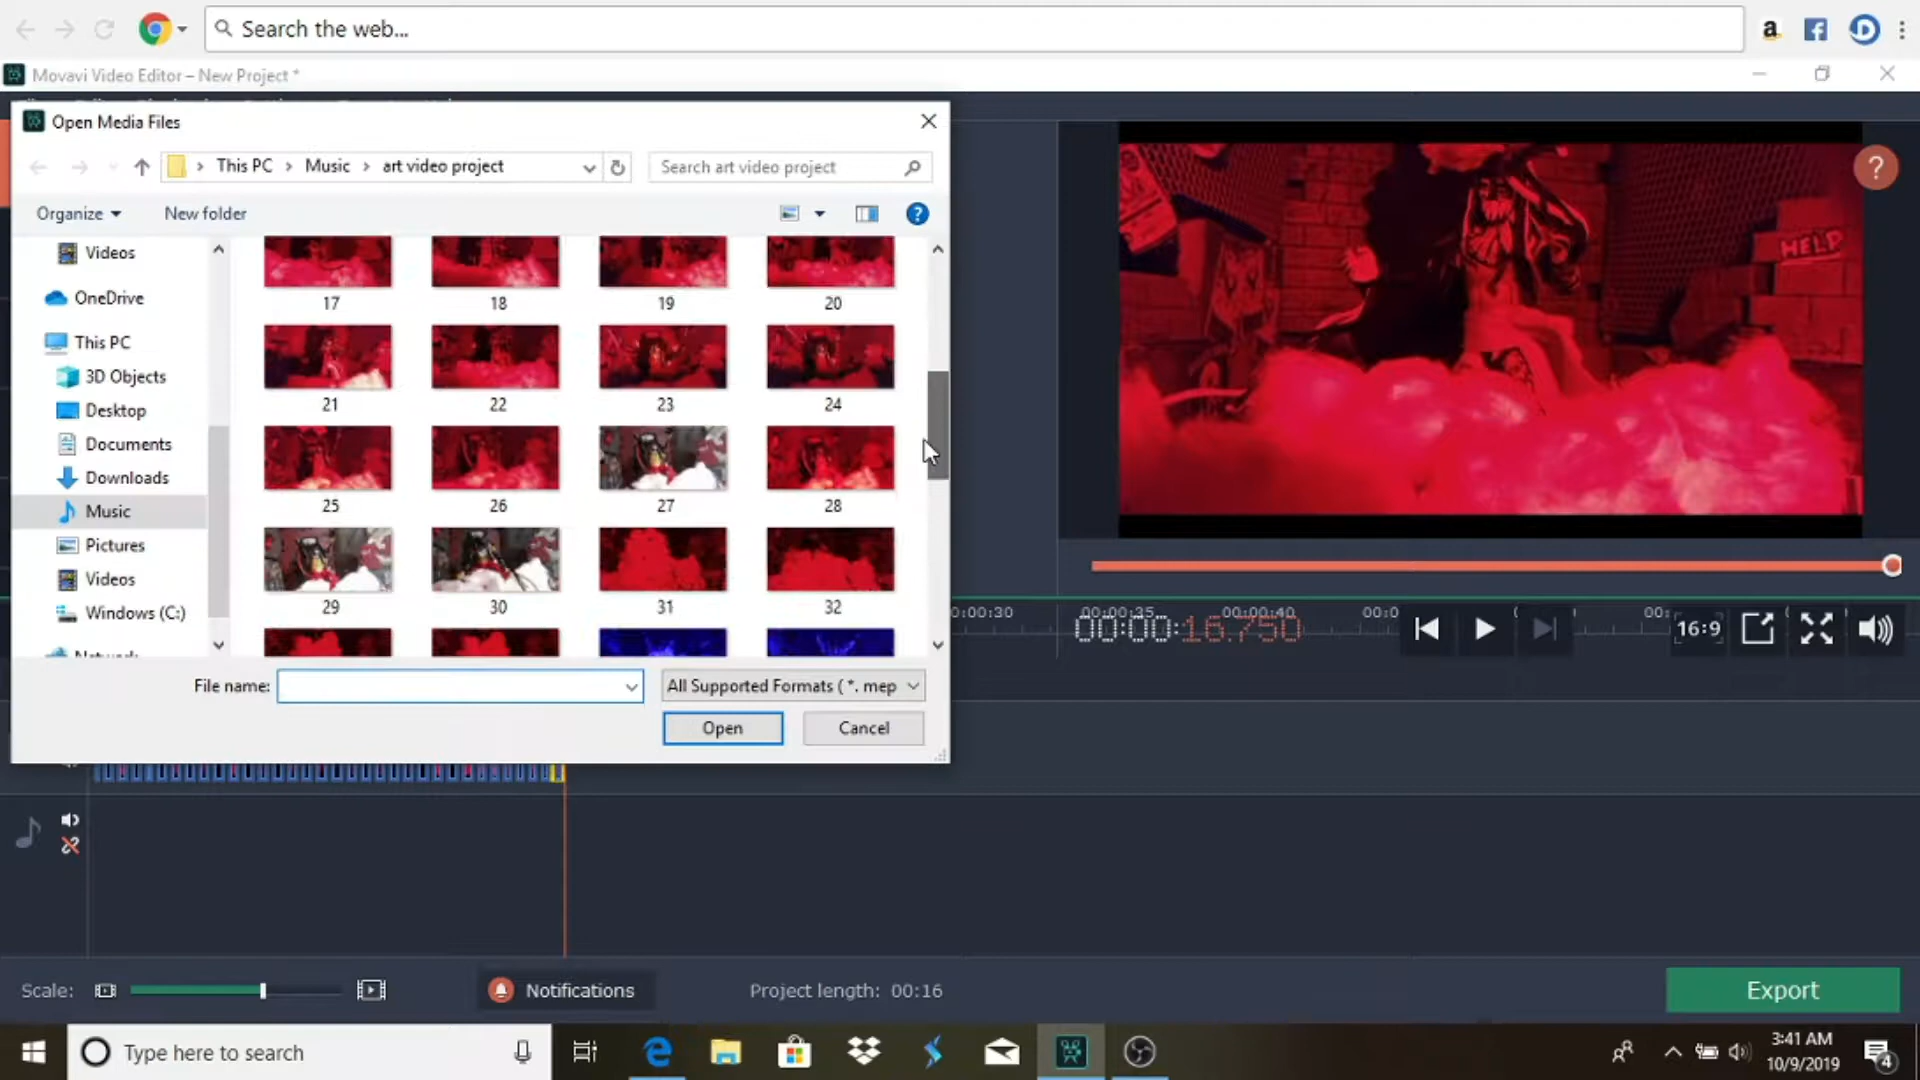 Search the web...
Movavi Video Editor – New Project *
Open Media Files
This PC > Music > art video project
Search art video project
Organize
New folder
Videos
OneDrive
This PC
3D Objects
Desktop
Documents
Downloads
Music
Pictures
Videos
Windows (C:)
17 18 19 20
21 22 23 24
25 26 27 28
29 30 31 32
File name:
All Supported Formats (*. mep
Open
Cancel
HELP
?
0:00:30
00:00:35
00:00:40
00:0
00:
00:00:16.750
16:9
Scale:
Notifications
Project length: 00:16
Export
Type here to search
3:41 AM
10/9/2019
4